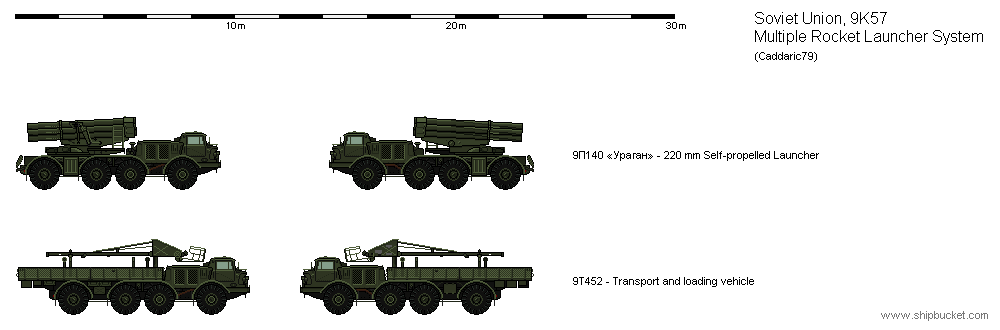 10m
20m
30m
Soviet Union, 9K57
Multiple Rocket Launcher System
(Caddaric79)
9П140 «Ураган» - 220 mm Self-propelled Launcher
9T452 - Transport and loading vehicle
www.shipbucket.com